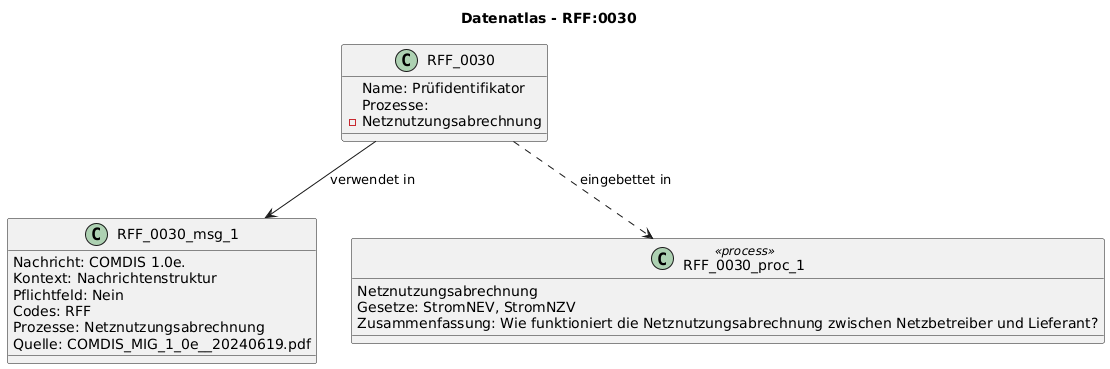 Datenatlas - RFF:0030
C RFF_0030
Name: Prüfidentifikator
Prozesse:
Netznutzungsabrechnung
verwendet in
eingebettet in
C RFF_0030_msg_1
Nachricht: COMDIS 1.0e.
Kontext: Nachrichtenstruktur
Pflichtfeld: Nein
Codes: RFF
Prozesse: Netznutzungsabrechnung
Quelle: COMDIS_MIG_1_0e__20240619.pdf
«process»
C RFF_0030_proc_1
Netznutzungsabrechnung
Gesetze: StromNEV, StromNZV
Zusammenfassung: Wie funktioniert die Netznutzungsabrechnung zwischen Netzbetreiber und Lieferant?